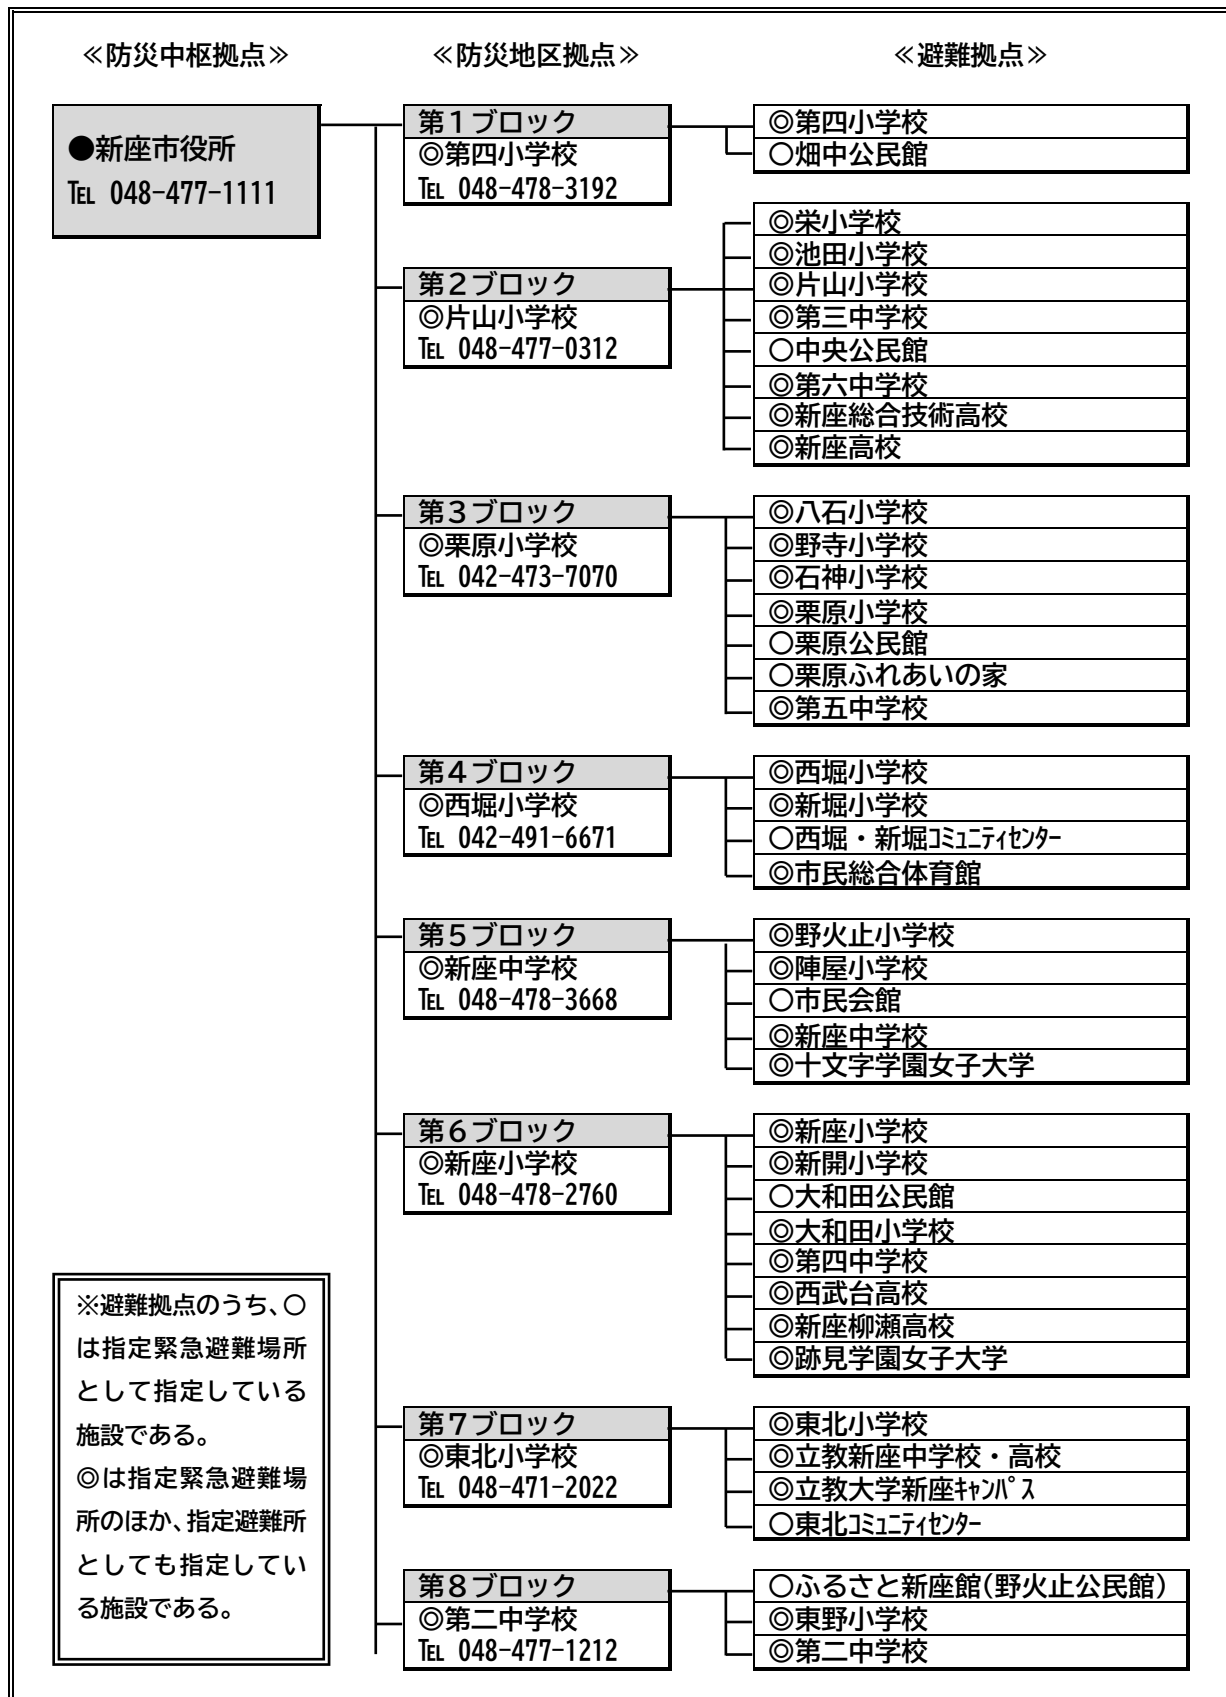 ≪防災中枢拠点≫
≪防災地区拠点≫
≪避難拠点≫
●新座市役所
℡ 048-477-1111
第1ブロック
◎第四小学校
℡ 048-478-3192
◎第四小学校
○畑中公民館
第2ブロック
◎片山小学校
℡ 048-477-0312
◎栄小学校
◎池田小学校
◎片山小学校
◎第三中学校
○中央公民館
◎第六中学校
◎新座総合技術高校
◎新座高校
第3ブロック
◎栗原小学校
℡ 042-473-7070
◎八石小学校
◎野寺小学校
◎石神小学校
◎栗原小学校
○栗原公民館
○栗原ふれあいの家
◎第五中学校
第4ブロック
◎西堀小学校
℡ 042-491-6671
◎西堀小学校
◎新堀小学校
○西堀・新堀ｺﾐｭﾆﾃｨｾﾝﾀｰ
◎市民総合体育館
第5ブロック
◎新座中学校
℡ 048-478-3668
◎野火止小学校
◎陣屋小学校
○市民会館
◎新座中学校
◎十文字学園女子大学
第6ブロック
◎新座小学校
℡ 048-478-2760
◎新座小学校
◎新開小学校
○大和田公民館
◎大和田小学校
◎第四中学校
◎西武台高校
◎新座柳瀬高校
◎跡見学園女子大学
第7ブロック
◎東北小学校
℡ 048-471-2022
◎東北小学校
◎立教新座中学校・高校
◎立教大学新座ｷｬﾝﾊﾟｽ
○東北ｺﾐｭﾆﾃｨｾﾝﾀｰ
第8ブロック
◎第二中学校
℡ 048-477-1212
○ふるさと新座館(野火止公民館)
◎東野小学校
◎第二中学校
※避難拠点のうち、○
は指定緊急避難場所
として指定している
施設である。
◎は指定緊急避難場
所のほか、指定避難所
としても指定してい
る施設である。